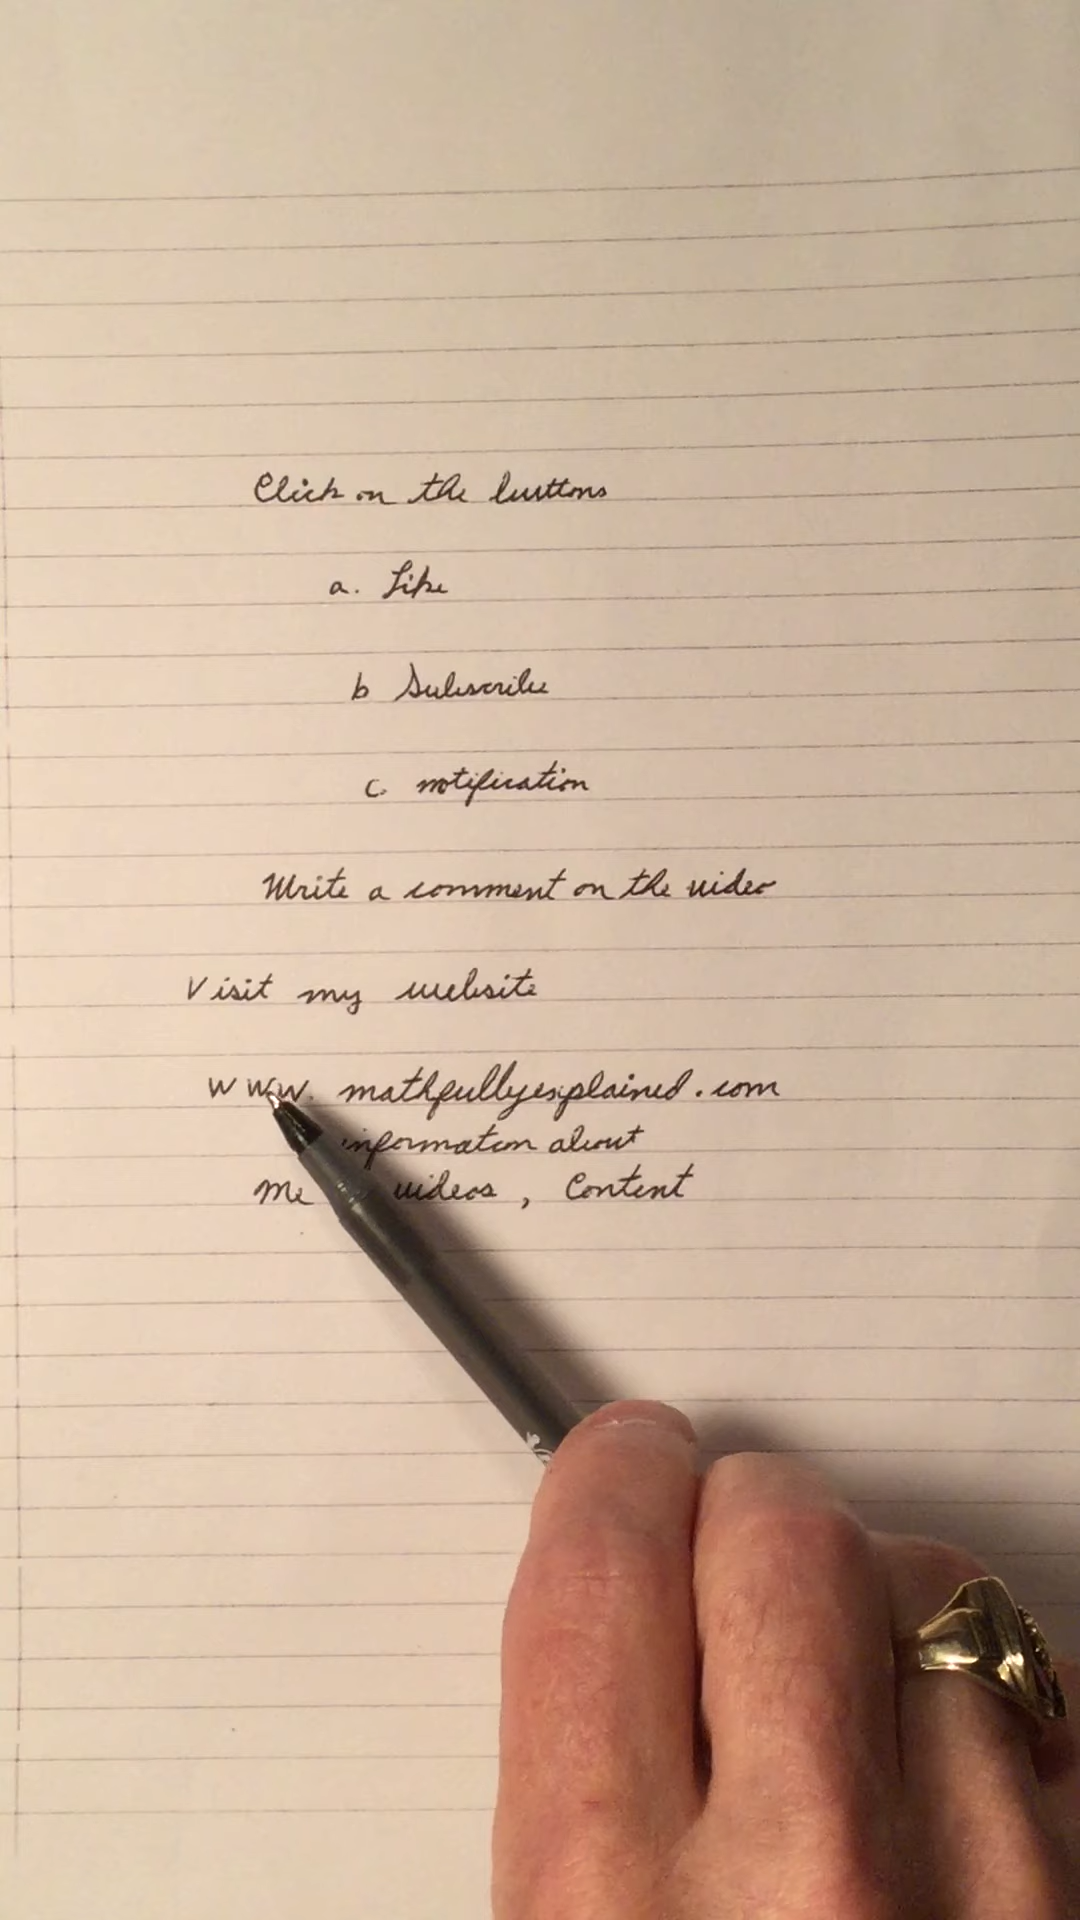 Click on the buttons
a. Like
b Subscribe
c. notification
Write a comment on the video
Visit my website
www. mathfullyexplained.com
information about
Me videos, Content